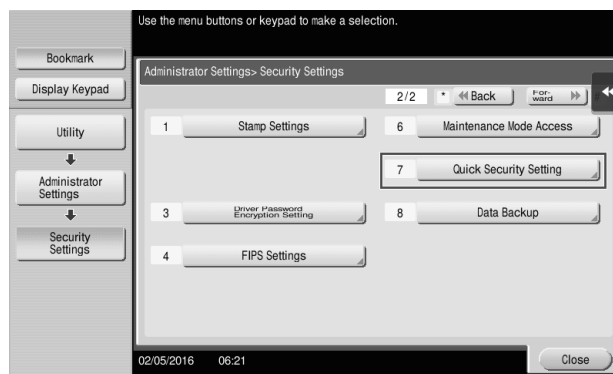 Use the menu buttons or keypad to make a selection.
Bookmark
Display Keypad
Utility
Administrator
Settings
Security
Settings
Administrator Settings> Security Settings
2/2 * Back For-
ward
1 Stamp Settings
6 Maintenance Mode Access
7 Quick Security Setting
3 Driver Password
Encryption Setting
8 Data Backup
4 FIPS Settings
02/05/2016 06:21
Close